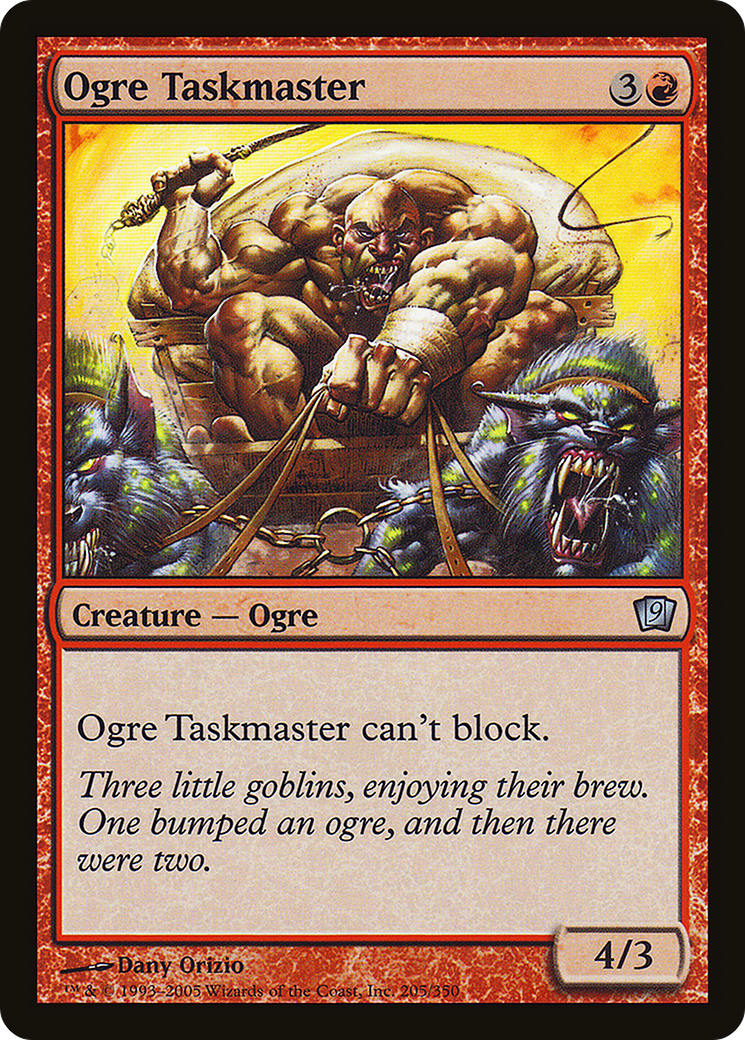 Ogre Taskmaster 3
Creature — Ogre 9
Ogre Taskmaster can't block.
Three little goblins, enjoying their brew.
One bumped an ogre, and then there
were two.
4/3
Dany Orizio
™ & © 1993–2005 Wizards of the Coast, Inc. 205/350